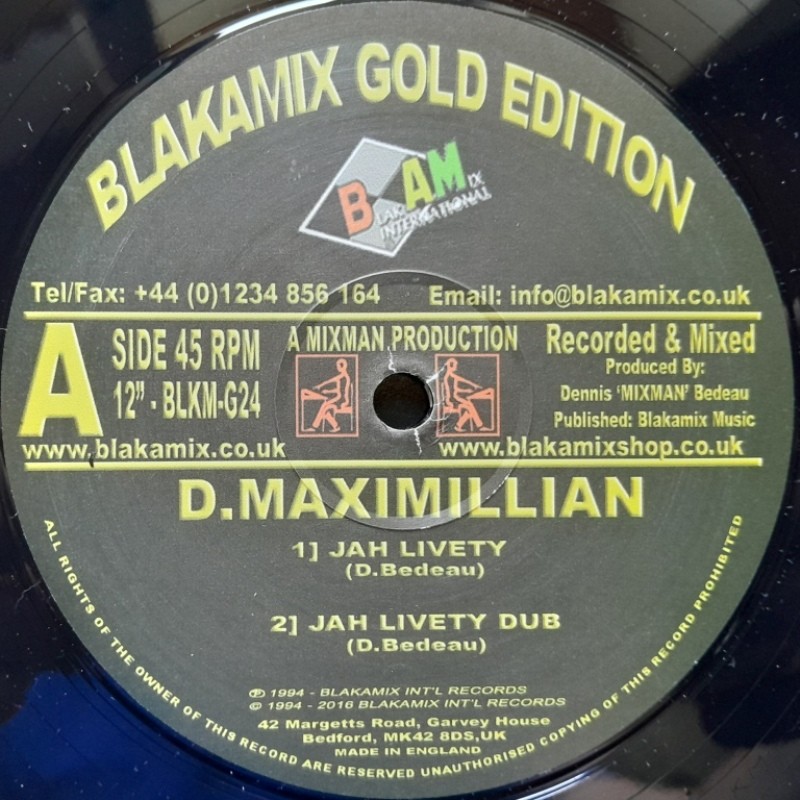 BLAKAMIX GOLD EDITION
BLAKAMIX
INTERNATIONAL
Tel/Fax: +44 (0)1234 856 164 Email: info@blakamix.co.uk
A SIDE 45 RPM
12” - BLKM-G24
A MIXMAN PRODUCTION
Recorded & Mixed
Produced By:
Dennis ‘MIXMAN’ Bedeau
Published: Blakamix Music
www.blakamix.co.uk www.blakamixshop.co.uk
D.MAXIMILLIAN
1] JAH LIVETY
(D.Bedeau)
2] JAH LIVETY DUB
(D.Bedeau)
℗ 1994 - BLAKAMIX INT'L RECORDS
© 1994 - 2016 BLAKAMIX INT'L RECORDS
42 Margetts Road, Garvey House
Bedford, MK42 8DS,UK
MADE IN ENGLAND
ALL RIGHTS OF THE OWNER OF THIS RECORD ARE RESERVED UNAUTHORISED COPYING OF THIS RECORD PROHIBITED